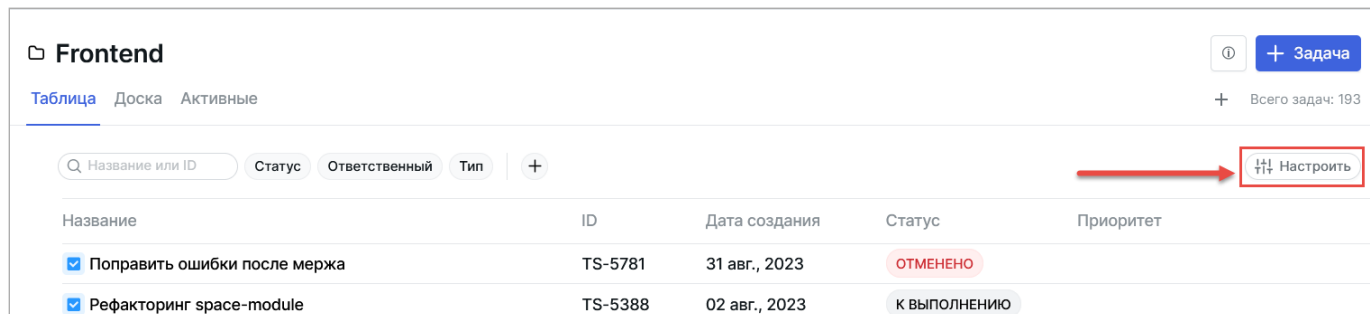 Frontend
+ Задача
Таблица Доска Активные
+ Всего задач: 193
Название или ID Статус Ответственный Тип + Настроить
Название ID Дата создания Статус Приоритет
Поправить ошибки после мержа TS-5781 31 авг., 2023 ОТМЕНЕНО
Рефакторинг space-module TS-5388 02 авг., 2023 К ВЫПОЛНЕНИЮ